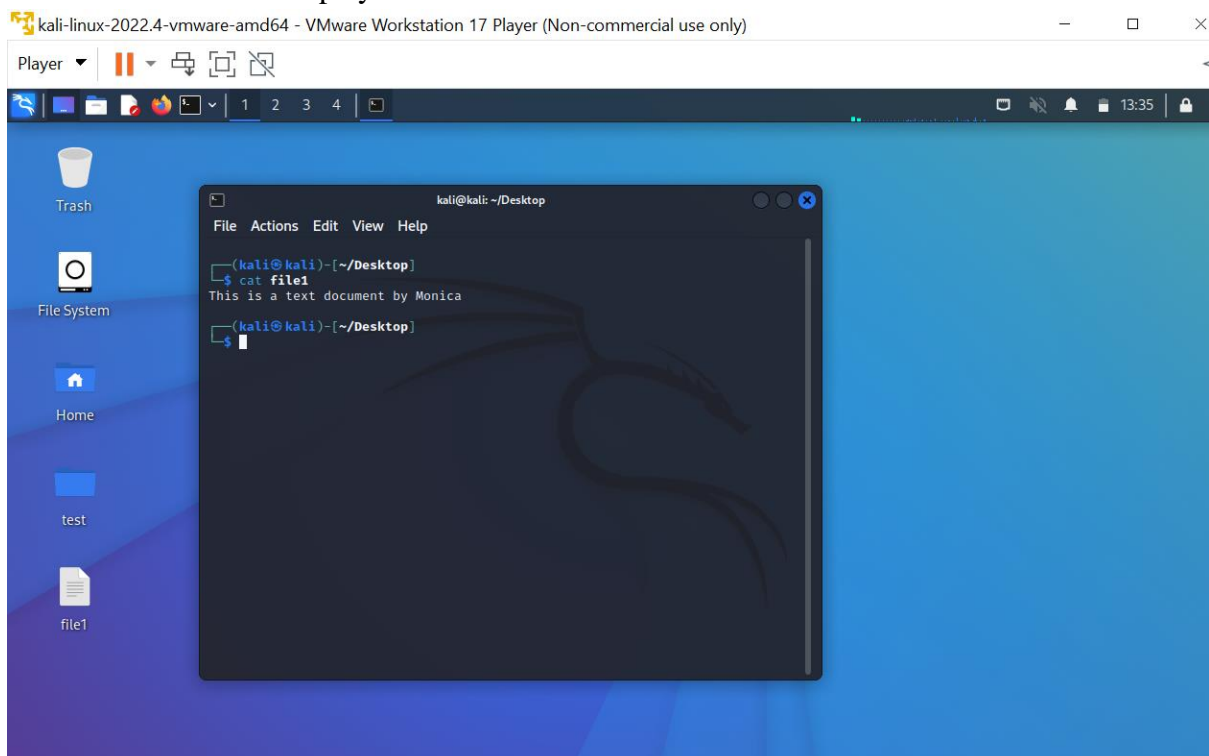 kali-linux-2022.4-vmware-amd64 - VMware Workstation 17 Player (Non-commercial use only)
Player
1 2 3 4
13:35
Trash
File System
Home
test
file1
kali@kali: ~/Desktop
File Actions Edit View Help
(kali㉿kali)-[~/Desktop]
$ cat file1
This is a text document by Monica
(kali㉿kali)-[~/Desktop]
$